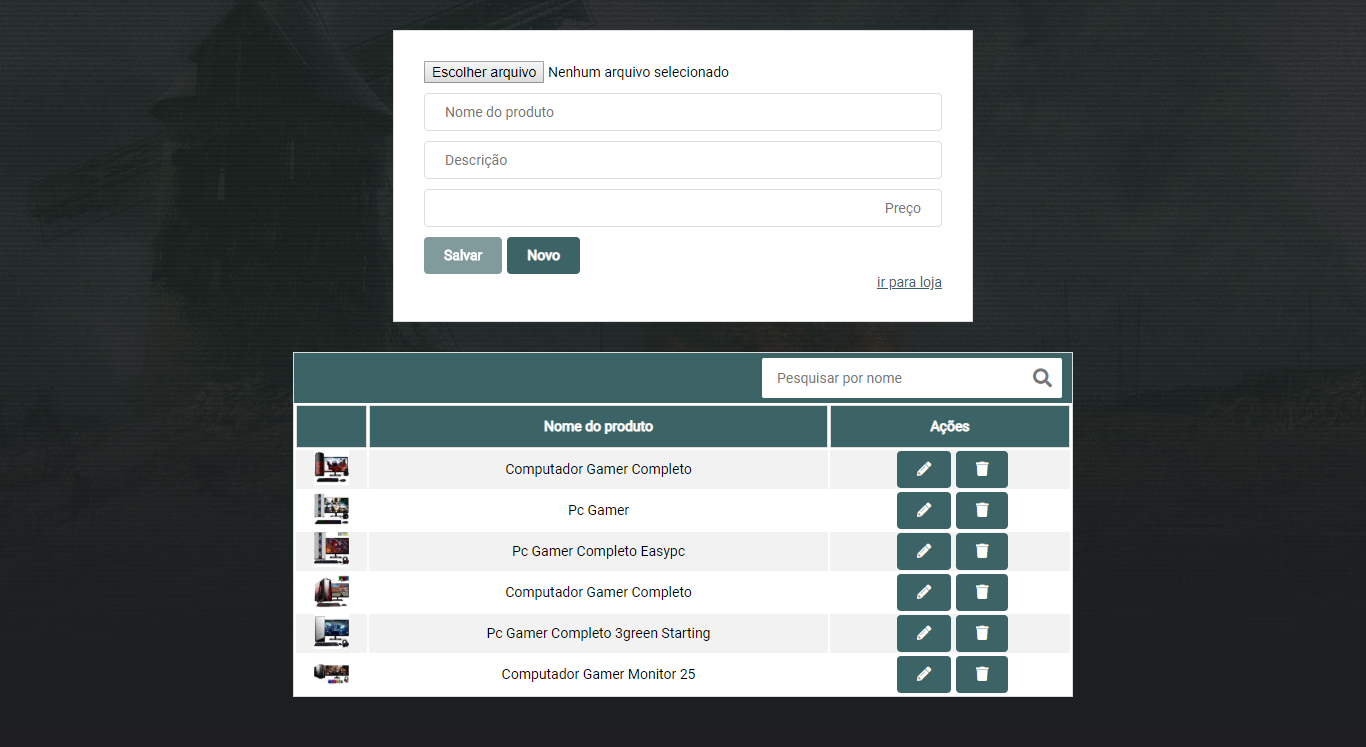 Escolher arquivo Nenhum arquivo selecionado
Nome do produto
Descrição
Preço
Salvar Novo
ir para loja
Pesquisar por nome
Nome do produto Ações
Computador Gamer Completo
Pc Gamer
Pc Gamer Completo Easypc
Computador Gamer Completo
Pc Gamer Completo 3green Starting
Computador Gamer Monitor 25